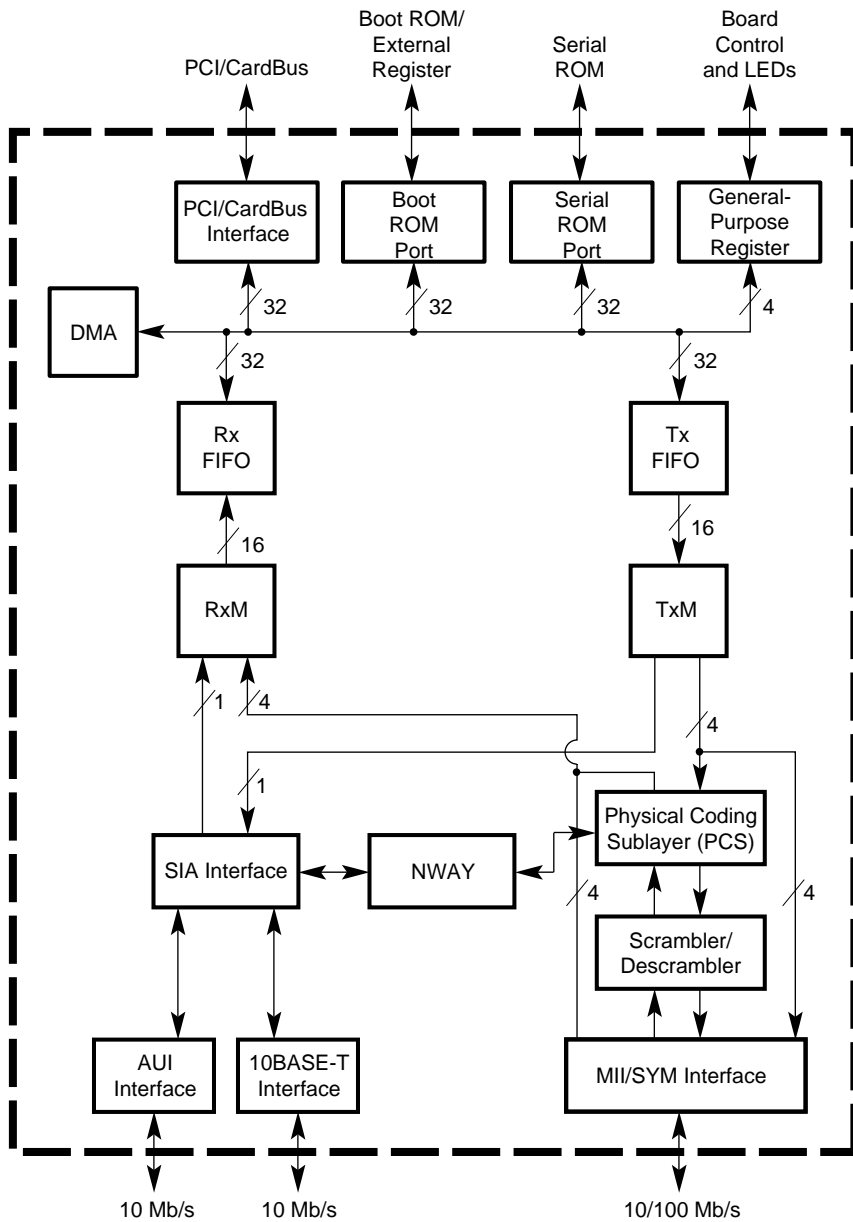 Boot ROM/
External
Register
Serial
ROM
Board
Control
and LEDs
PCI/CardBus
PCI/CardBus
Interface
Boot
ROM
Port
Serial
ROM
Port
General-
Purpose
Register
32
32
32
4
DMA
32
32
Rx
FIFO
Tx
FIFO
16
16
RxM
TxM
1
4
4
1
Physical Coding
Sublayer (PCS)
SIA Interface
NWAY
4
4
Scrambler/
Descrambler
AUI
Interface
10BASE-T
Interface
MII/SYM Interface
10 Mb/s
10 Mb/s
10/100 Mb/s